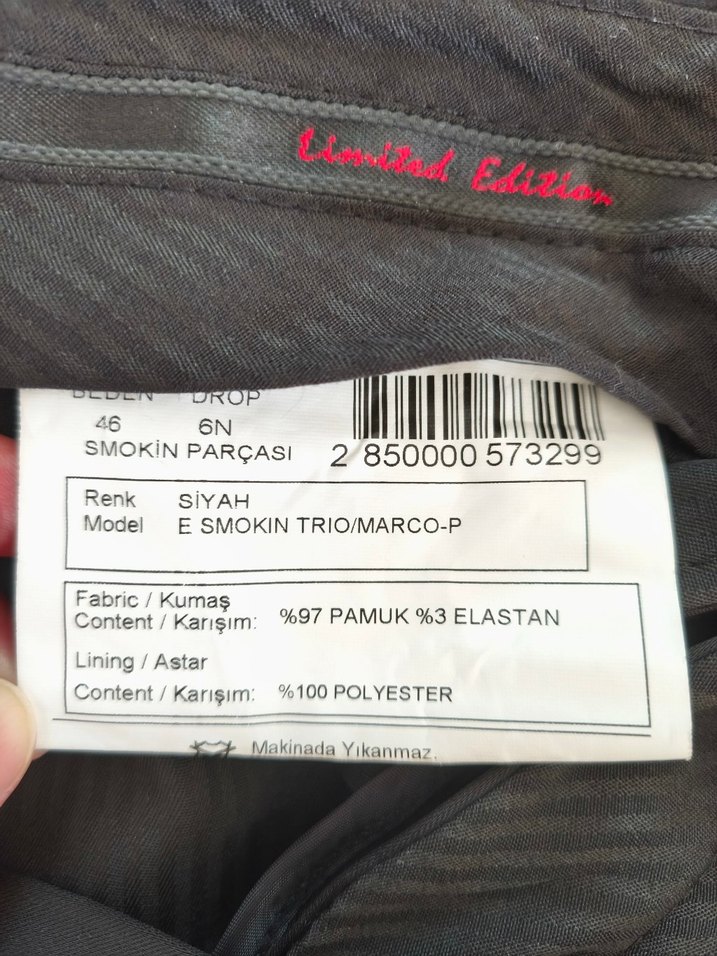 Limited Edition
BEDEN DROP
46 6N
SMOKİN PARÇASI 2 850000 573299
Renk SİYAH
Model E SMOKIN TRIO/MARCO-P
Fabric / Kumaş
Content / Karışım: %97 PAMUK %3 ELASTAN
Lining / Astar
Content / Karışım: %100 POLYESTER
Makinada Yıkanmaz.